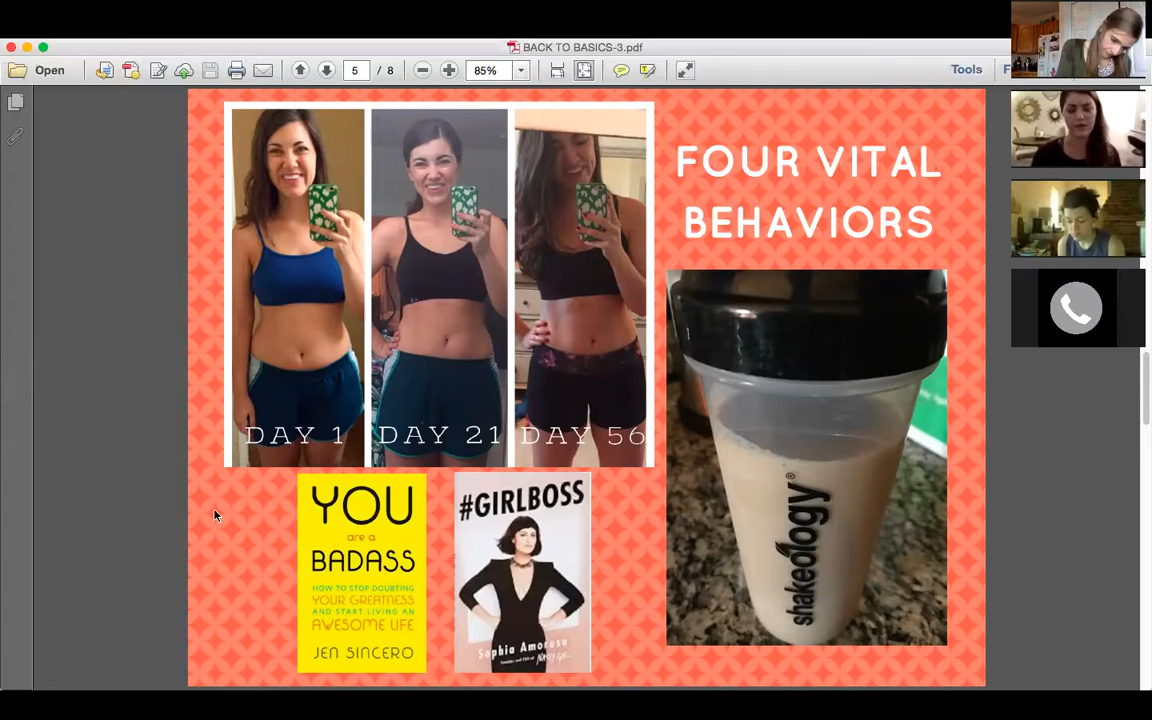 BACK TO BASICS-3.pdf
Open
5 / 8
85%
Tools
FOUR VITAL
BEHAVIORS
DAY 1
DAY 21
DAY 56
YOU
are a
BADASS
HOW TO STOP DOUBTING
YOUR GREATNESS
AND START LIVING AN
AWESOME LIFE
JEN SINCERO
#GIRLBOSS
Sophia Amoruso
shakeology®